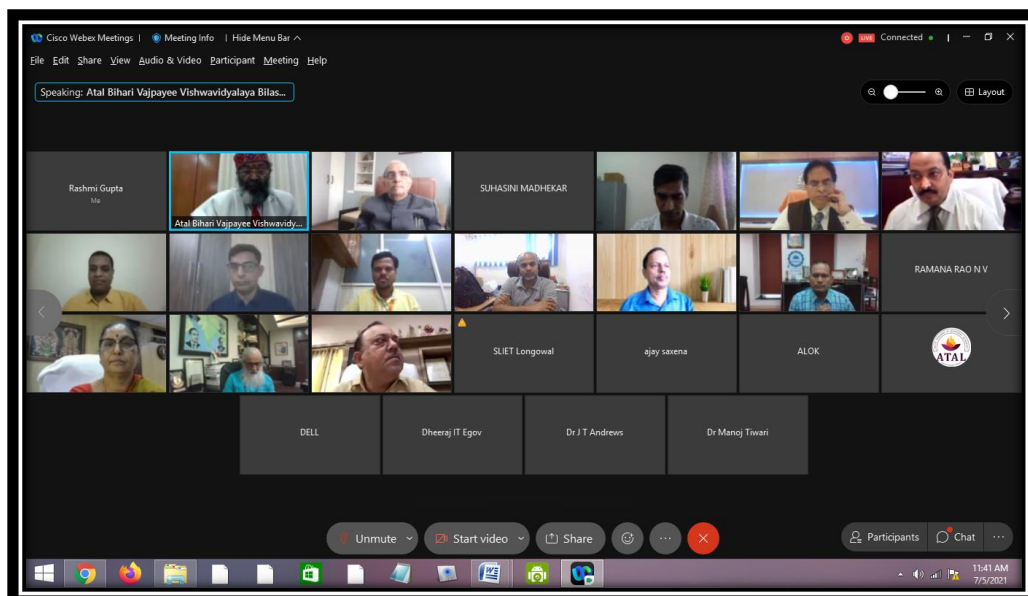 Cisco Webex Meetings | Meeting Info | Hide Menu Bar
LIVE Connected
File Edit Share View Audio & Video Participant Meeting Help
Speaking: Atal Bihari Vajpayee Vishwavidyalaya Bilas...
Layout
Rashmi Gupta
Me
Atal Bihari Vajpayee Vishwavidy...
SUHASINI MADHEKAR
RAMANA RAO N V
SLIET Longowal
ajay saxena
ALOK
ATAL
DELL
Dheeraj IT Egov
Dr J T Andrews
Dr Manoj Tiwari
Unmute
Start video
Share
Participants
Chat
11:41 AM
7/5/2021